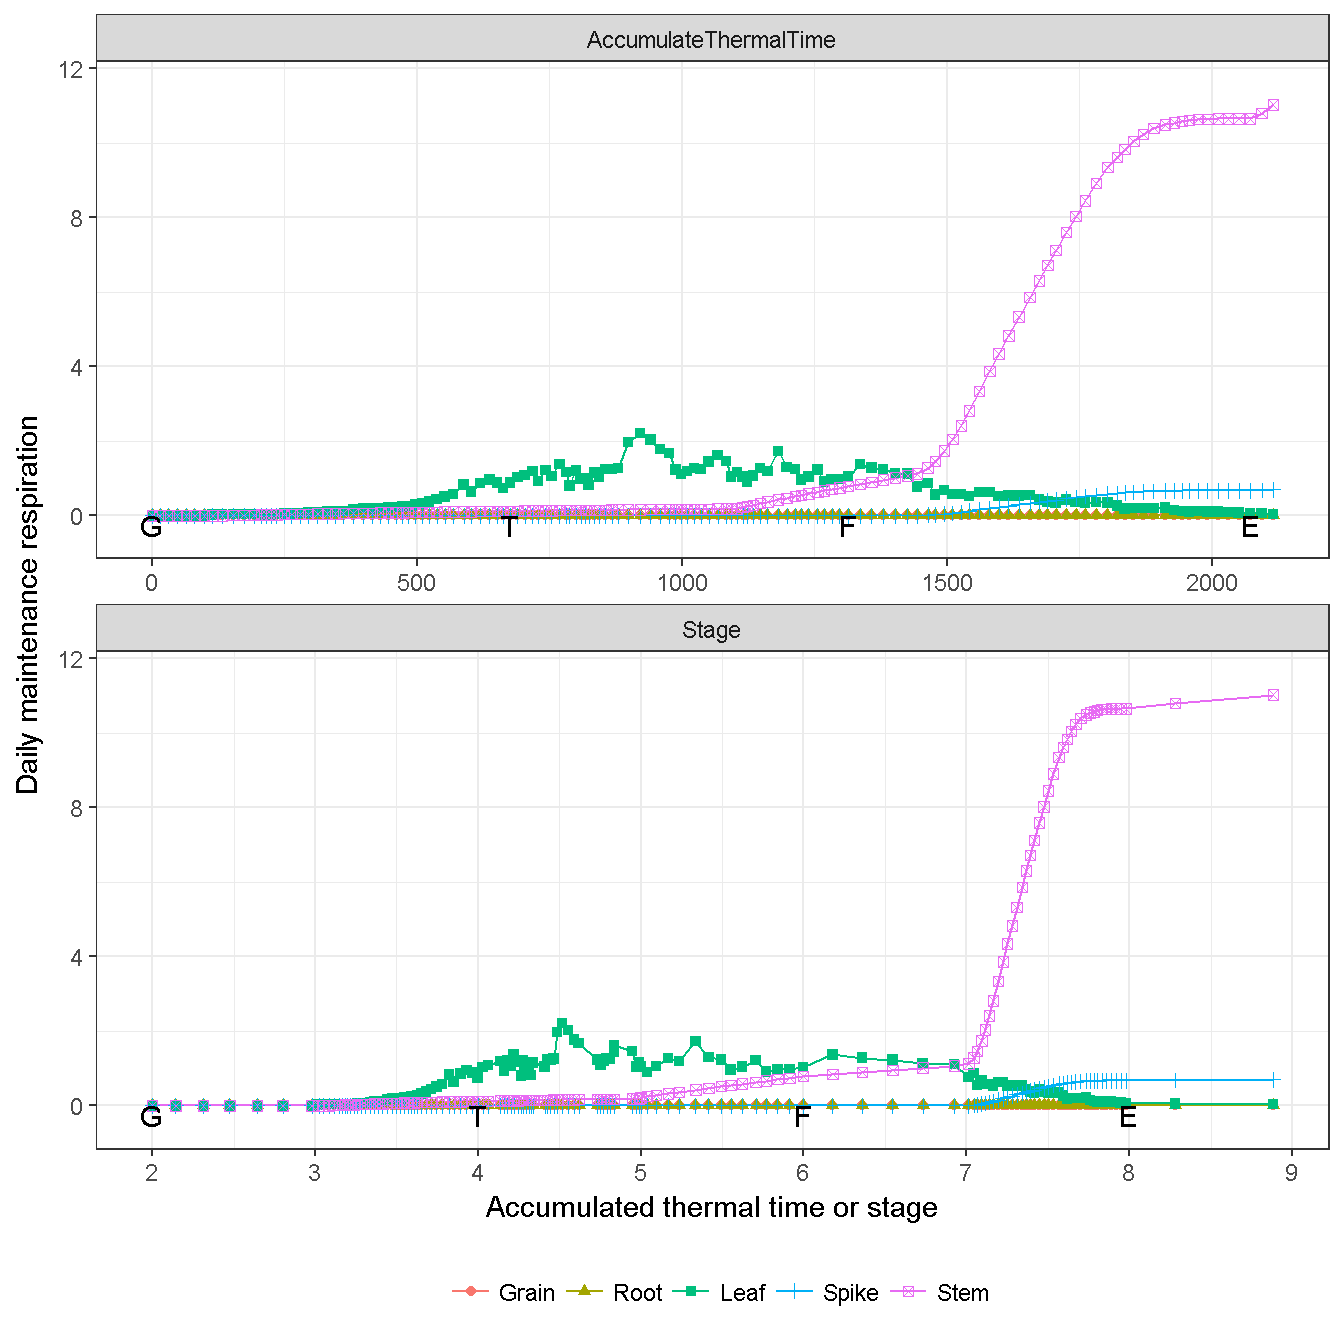 AccumulateThermalTime
12
8
4
0
G T F E
0 500 1000 1500 2000
Daily maintenance respiration
Stage
12
8
4
0
G T F E
2 3 4 5 6 7 8 9
Accumulated thermal time or stage
Grain Root Leaf Spike Stem